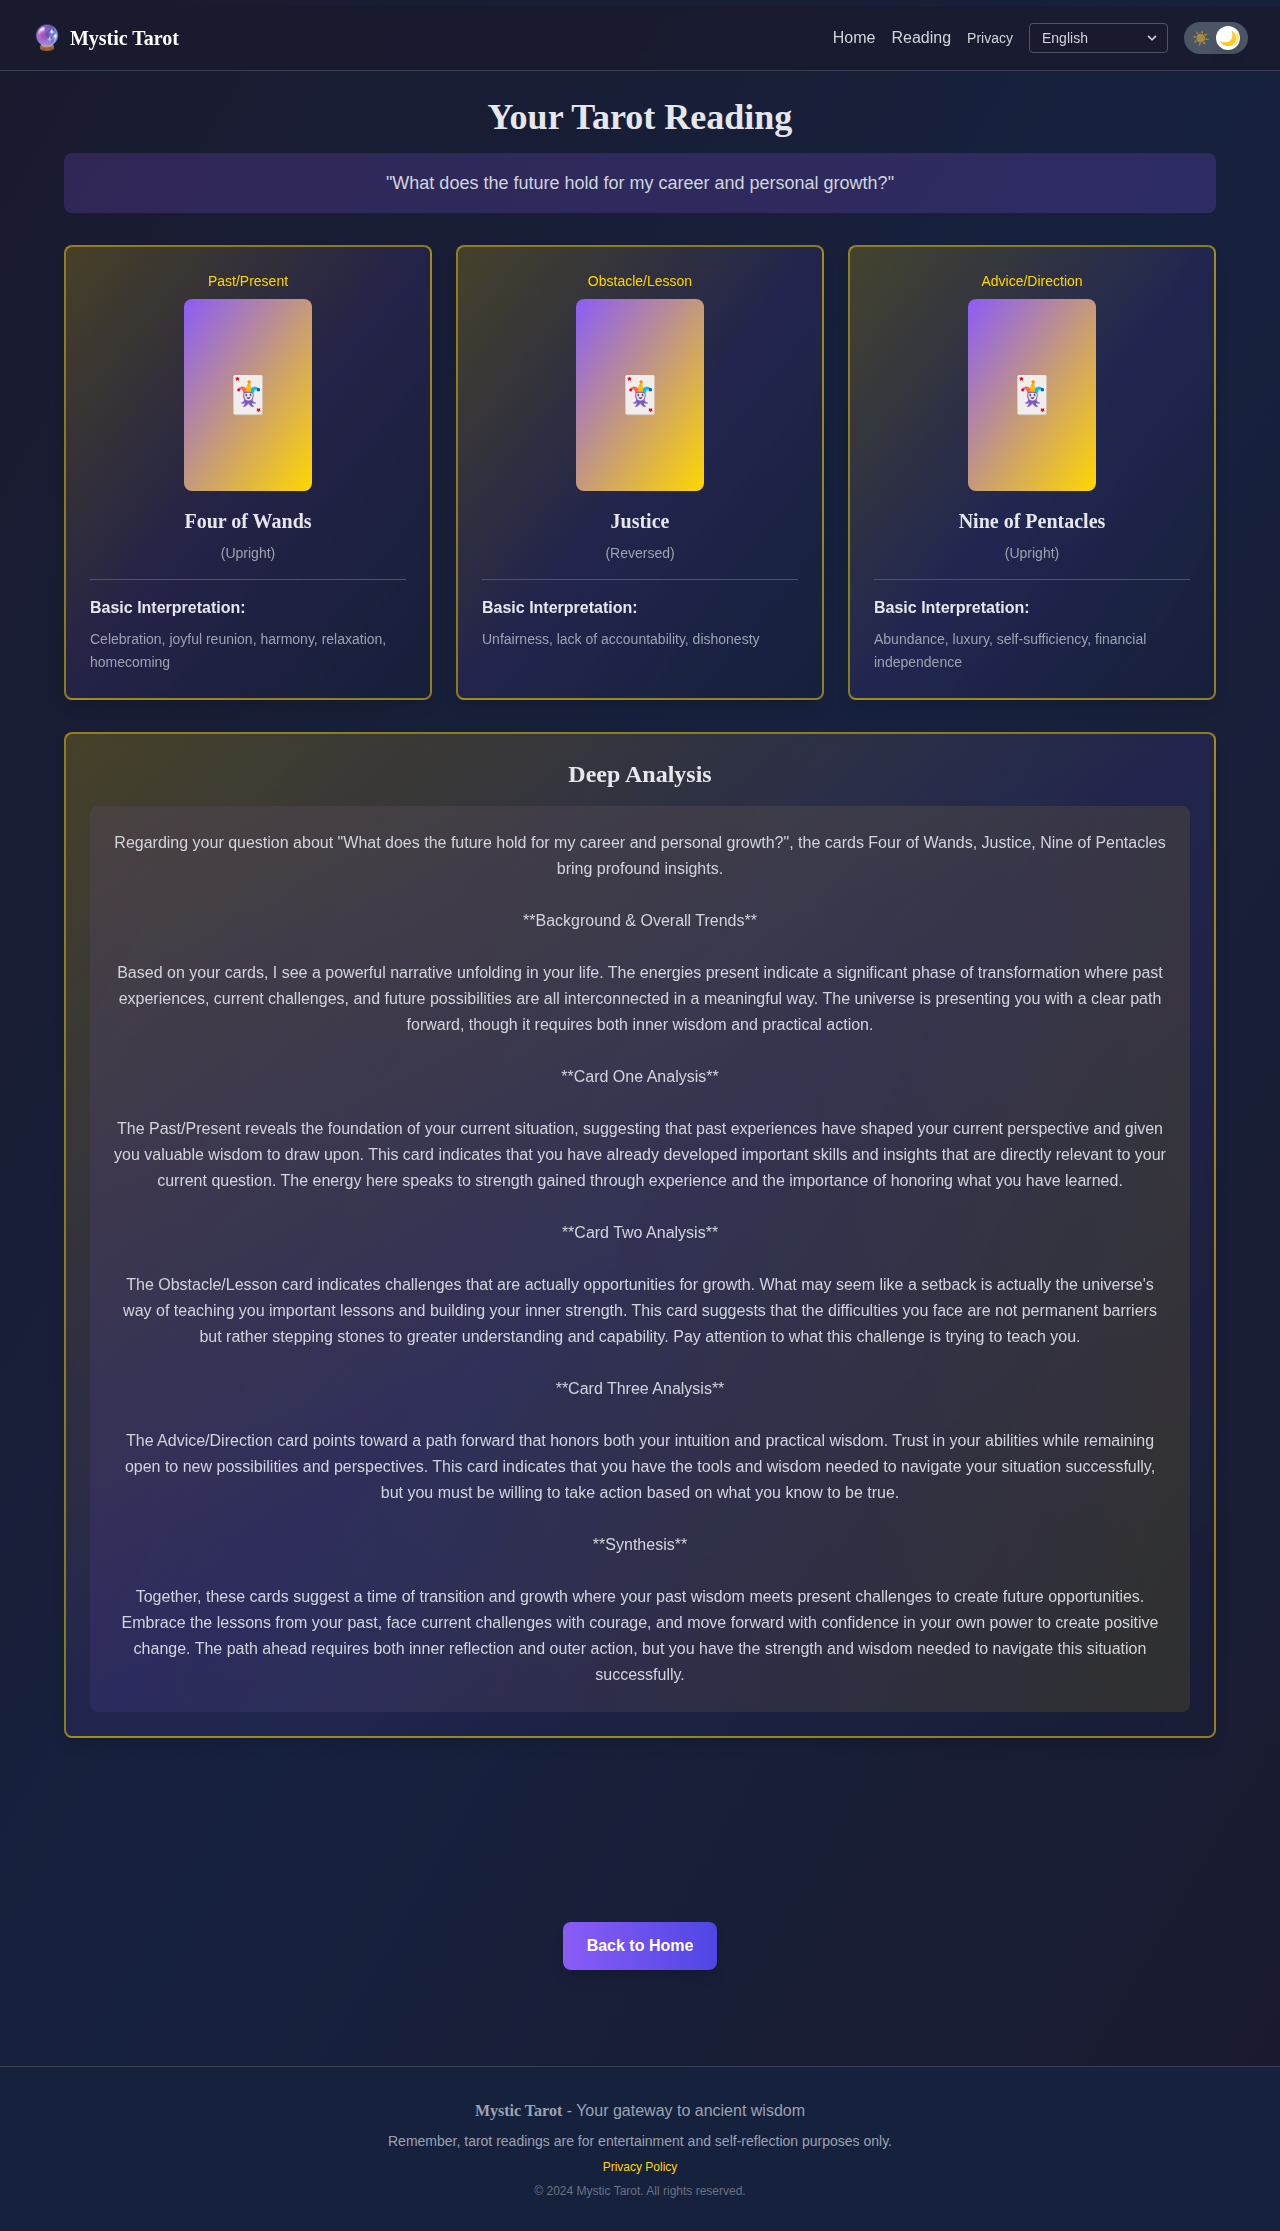 Mystic Tarot
Home
Reading
Privacy
English
Your Tarot Reading
"What does the future hold for my career and personal growth?"
Past/Present
Four of Wands
(Upright)
Basic Interpretation:
Celebration, joyful reunion, harmony, relaxation,
homecoming
Obstacle/Lesson
Justice
(Reversed)
Basic Interpretation:
Unfairness, lack of accountability, dishonesty
Advice/Direction
Nine of Pentacles
(Upright)
Basic Interpretation:
Abundance, luxury, self-sufficiency, financial
independence
Deep Analysis
Regarding your question about "What does the future hold for my career and personal growth?", the cards Four of Wands, Justice, Nine of Pentacles
bring profound insights.
**Background & Overall Trends**
Based on your cards, I see a powerful narrative unfolding in your life. The energies present indicate a significant phase of transformation where past
experiences, current challenges, and future possibilities are all interconnected in a meaningful way. The universe is presenting you with a clear path
forward, though it requires both inner wisdom and practical action.
**Card One Analysis**
The Past/Present reveals the foundation of your current situation, suggesting that past experiences have shaped your current perspective and given
you valuable wisdom to draw upon. This card indicates that you have already developed important skills and insights that are directly relevant to your
current question. The energy here speaks to strength gained through experience and the importance of honoring what you have learned.
**Card Two Analysis**
The Obstacle/Lesson card indicates challenges that are actually opportunities for growth. What may seem like a setback is actually the universe's
way of teaching you important lessons and building your inner strength. This card suggests that the difficulties you face are not permanent barriers
but rather stepping stones to greater understanding and capability. Pay attention to what this challenge is trying to teach you.
**Card Three Analysis**
The Advice/Direction card points toward a path forward that honors both your intuition and practical wisdom. Trust in your abilities while remaining
open to new possibilities and perspectives. This card indicates that you have the tools and wisdom needed to navigate your situation successfully,
but you must be willing to take action based on what you know to be true.
**Synthesis**
Together, these cards suggest a time of transition and growth where your past wisdom meets present challenges to create future opportunities.
Embrace the lessons from your past, face current challenges with courage, and move forward with confidence in your own power to create positive
change. The path ahead requires both inner reflection and outer action, but you have the strength and wisdom needed to navigate this situation
successfully.
Back to Home
Mystic Tarot - Your gateway to ancient wisdom
Remember, tarot readings are for entertainment and self-reflection purposes only.
Privacy Policy
© 2024 Mystic Tarot. All rights reserved.